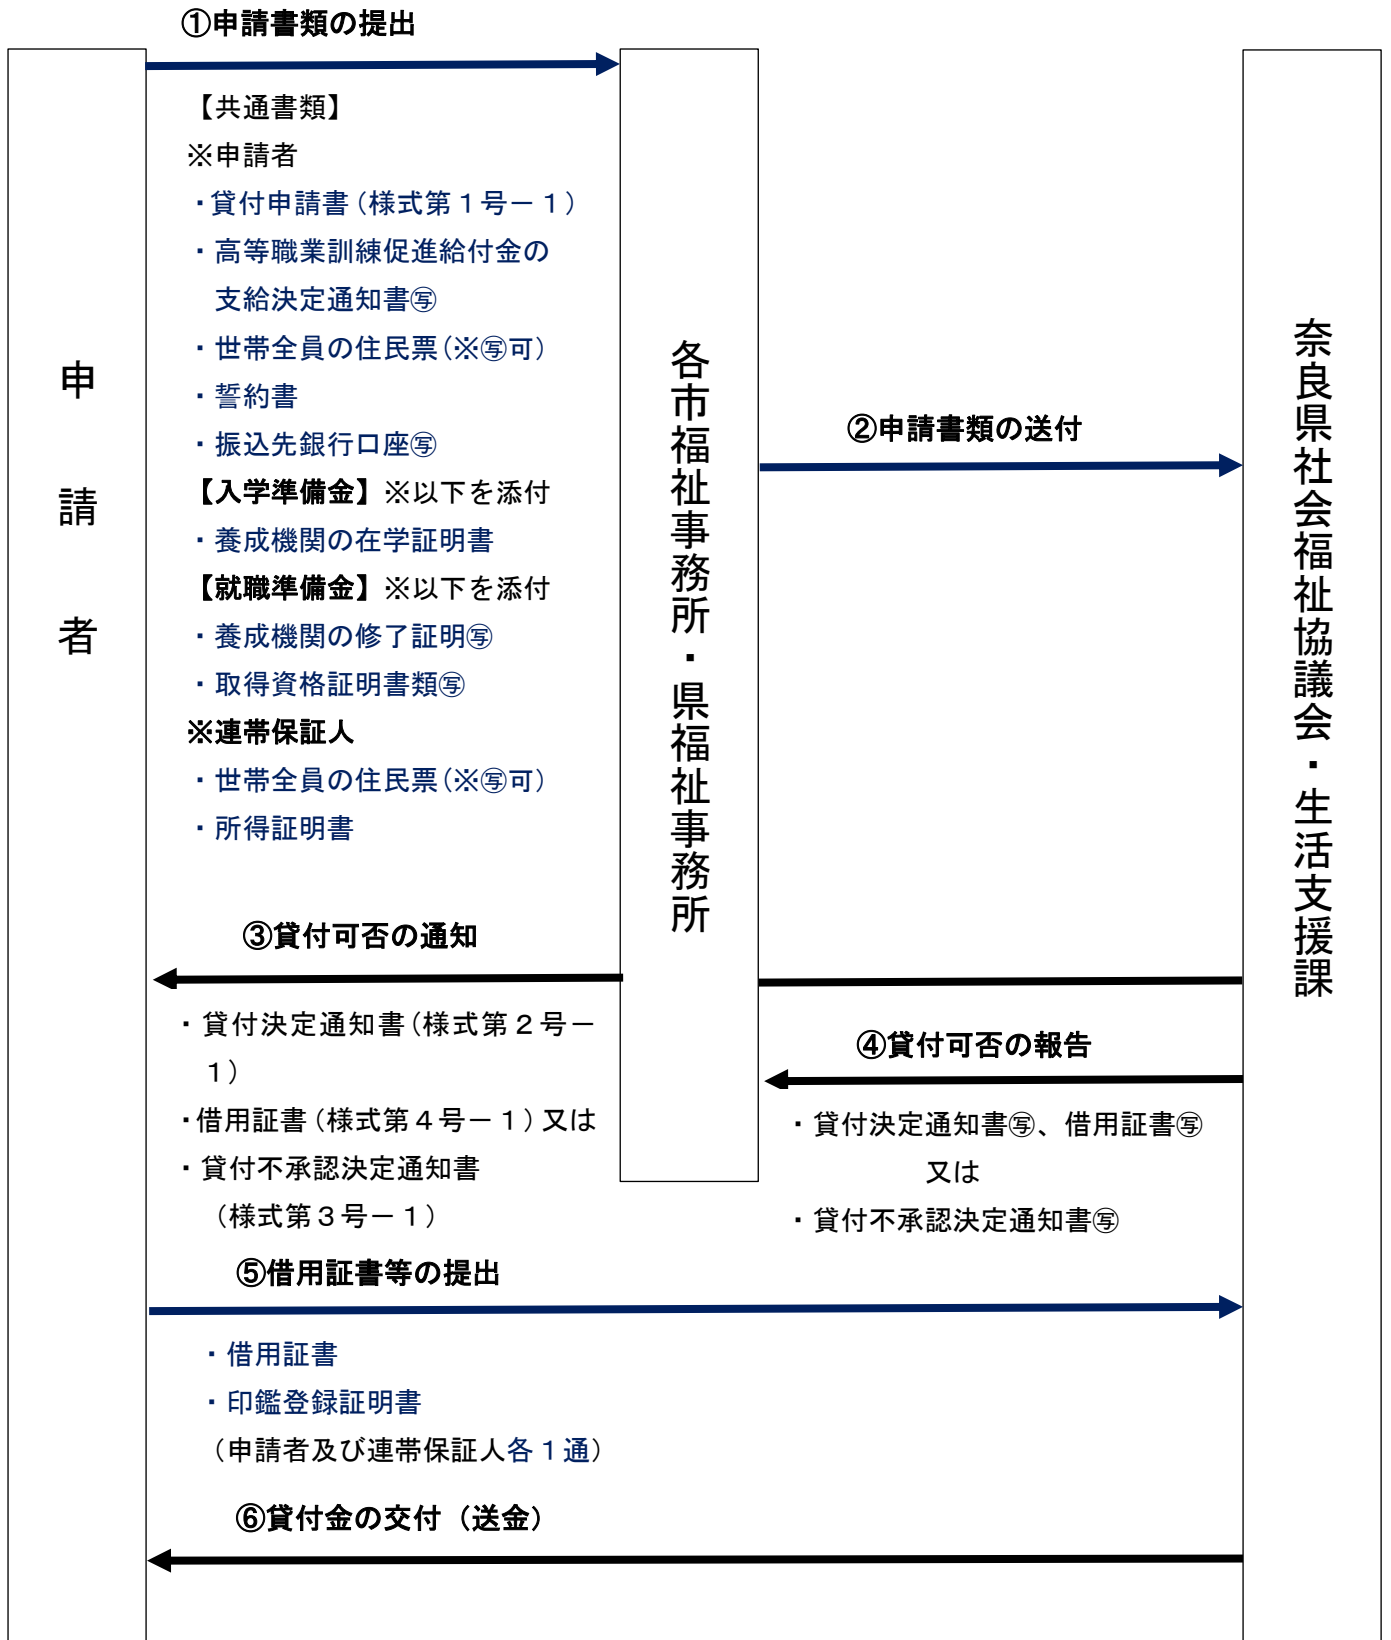 ①申請書類の提出
申請者
【共通書類】
※申請者
・貸付申請書（様式第１号－１）
・高等職業訓練促進給付金の
支給決定通知書㊢
・世帯全員の住民票（※㊢可）
・誓約書
・振込先銀行口座㊢
【入学準備金】※以下を添付
・養成機関の在学証明書
【就職準備金】※以下を添付
・養成機関の修了証明㊢
・取得資格証明書類㊢
※連帯保証人
・世帯全員の住民票（※㊢可）
・所得証明書
各市福祉事務所・県福祉事務所
②申請書類の送付
奈良県社会福祉協議会・生活支援課
③貸付可否の通知
・貸付決定通知書（様式第２号－
１）
・借用証書（様式第４号－１）又は
・貸付不承認決定通知書
（様式第３号－１）
④貸付可否の報告
・貸付決定通知書㊢、借用証書㊢
又は
・貸付不承認決定通知書㊢
⑤借用証書等の提出
・借用証書
・印鑑登録証明書
（申請者及び連帯保証人各１通）
⑥貸付金の交付（送金）